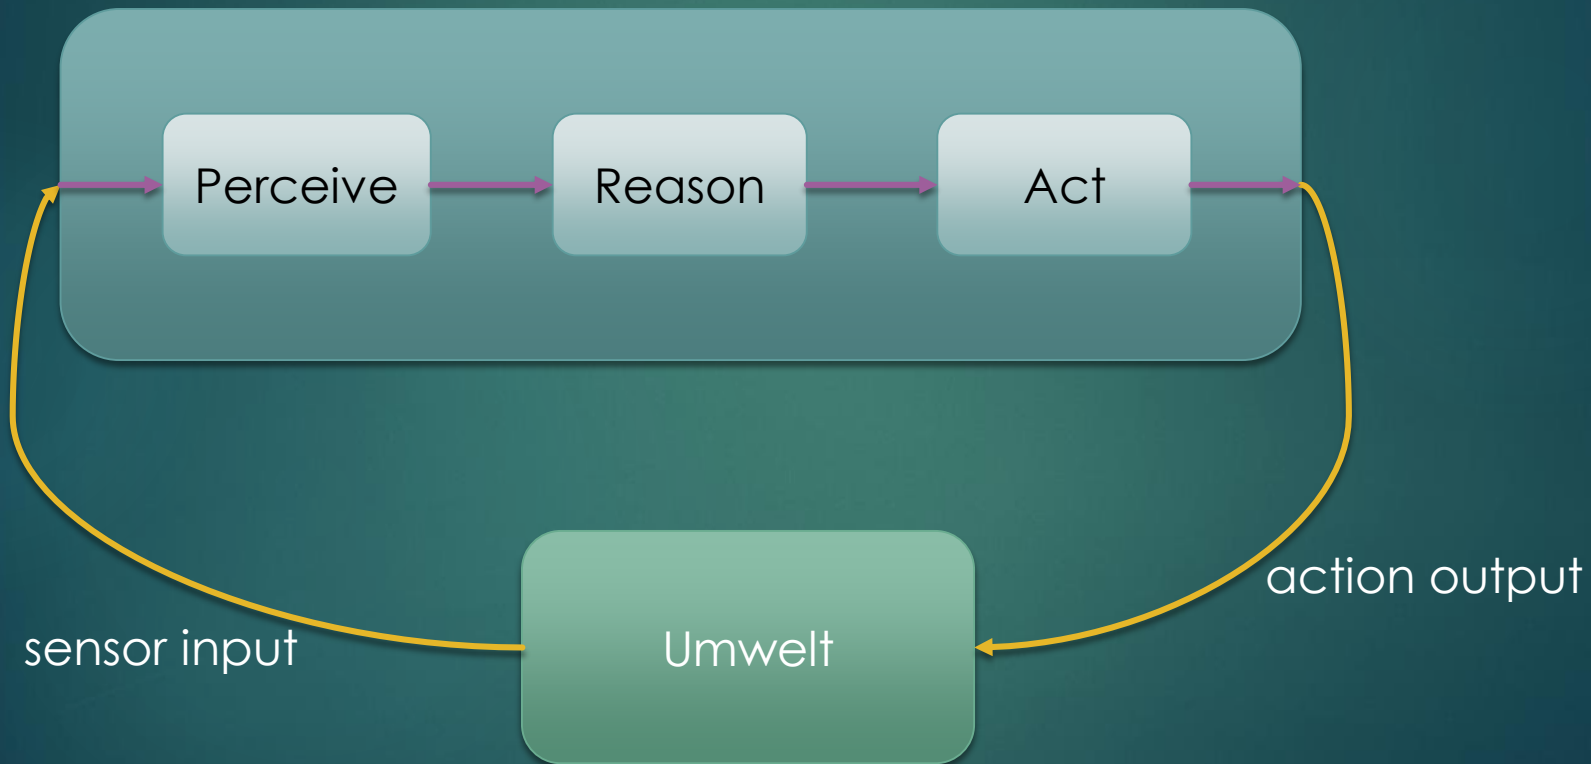 Perceive
Reason
Act
action output
sensor input
Umwelt